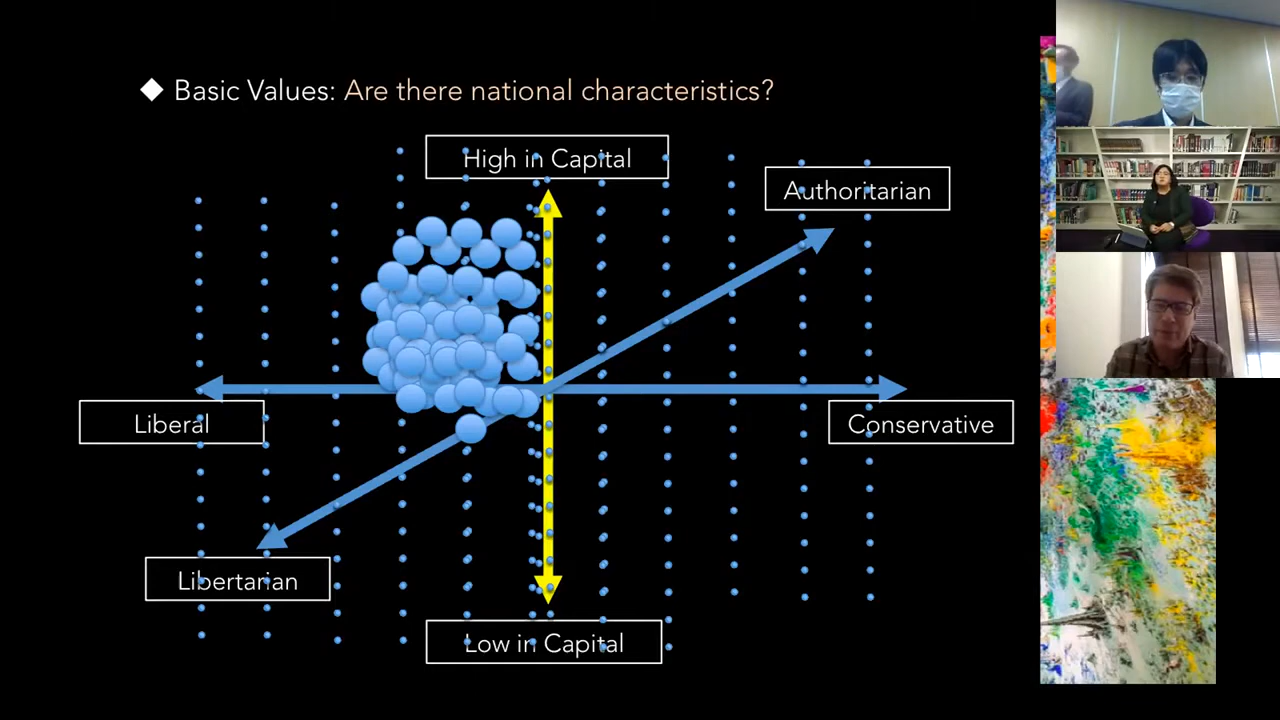 Basic Values: Are there national characteristics?
High in Capital
Authoritarian
Liberal
Conservative
Libertarian
Low in Capital